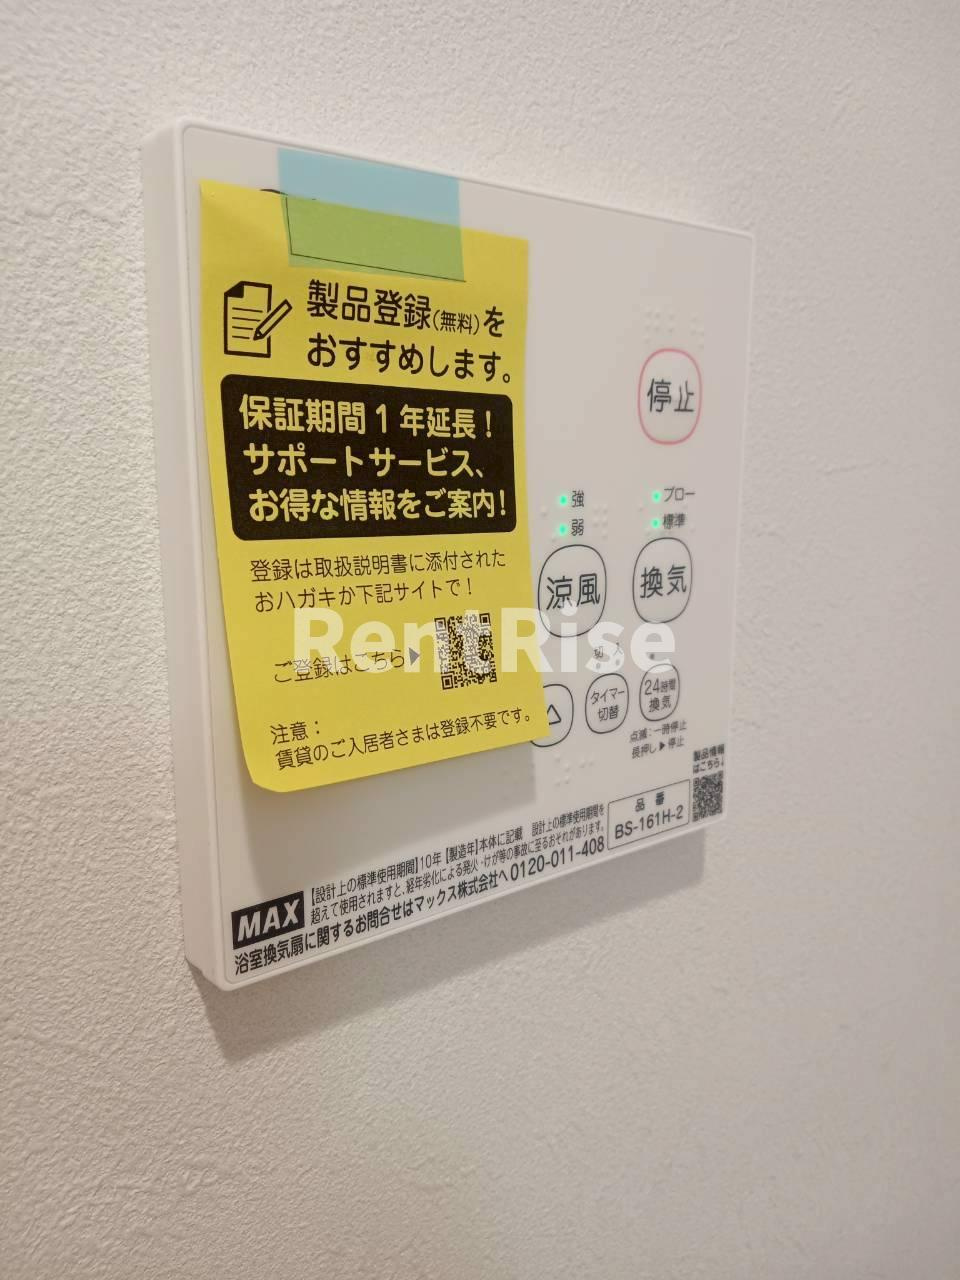 製品登録(無料)を
おすすめします。
保証期間1年延長!
サポートサービス、
お得な情報をご案内!
登録は取扱説明書に添付された
おハガキか下記サイトで!
ご登録はこちら▶
注意:
賃貸のご入居者さまは登録不要です。
停止
強
弱
ブロー
標準
涼風
換気
切 入
△
タイマー
切替
24時間
換気
点滅:一時停止
長押し▶停止
製品情報
はこちら↓
品番
BS-161H-2
MAX
【設計上の標準使用期間】10年 【製造年】本体に記載 設計上の標準使用期間を
超えて使用されますと、経年劣化による発火・けが等の事故に至るおそれがあります。
浴室換気扇に関するお問合せはマックス株式会社へ 0120-011-408
RentRise